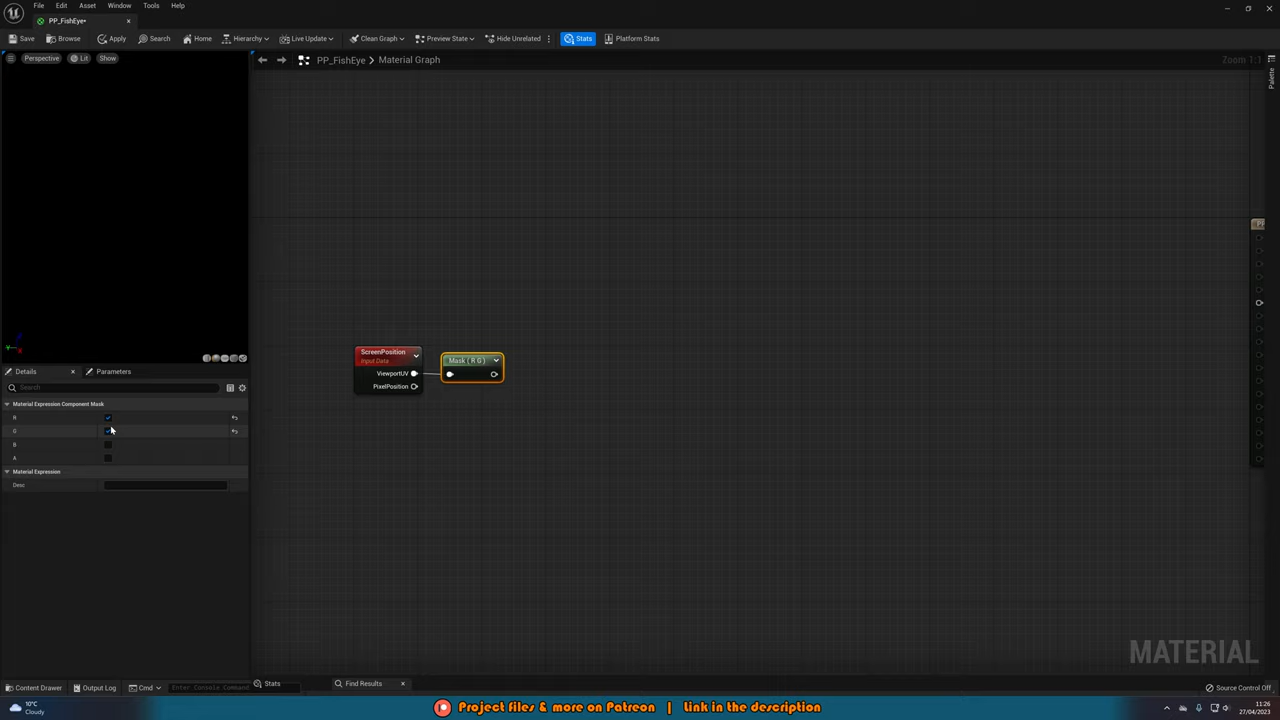 File Edit Asset Window Tools Help
PP_FishEye•
Save Browse Apply Search Home Hierarchy Live Update Clean Graph Preview State Hide Unrelated Stats Platform Stats
Perspective Lit Show
PP_FishEye > Material Graph
Zoom 1:1
Palette
ScreenPosition
Input Data
ViewportUV
PixelPosition
Mask ( R G )
Details Parameters
Search
Material Expression Component Mask
R
G
B
A
Material Expression
Desc
MATERIAL
Content Drawer Output Log Cmd Enter Console Command Stats Find Results Source Control Off
10°C
Cloudy
Project files & more on Patreon | Link in the description
11:26
27/04/2023